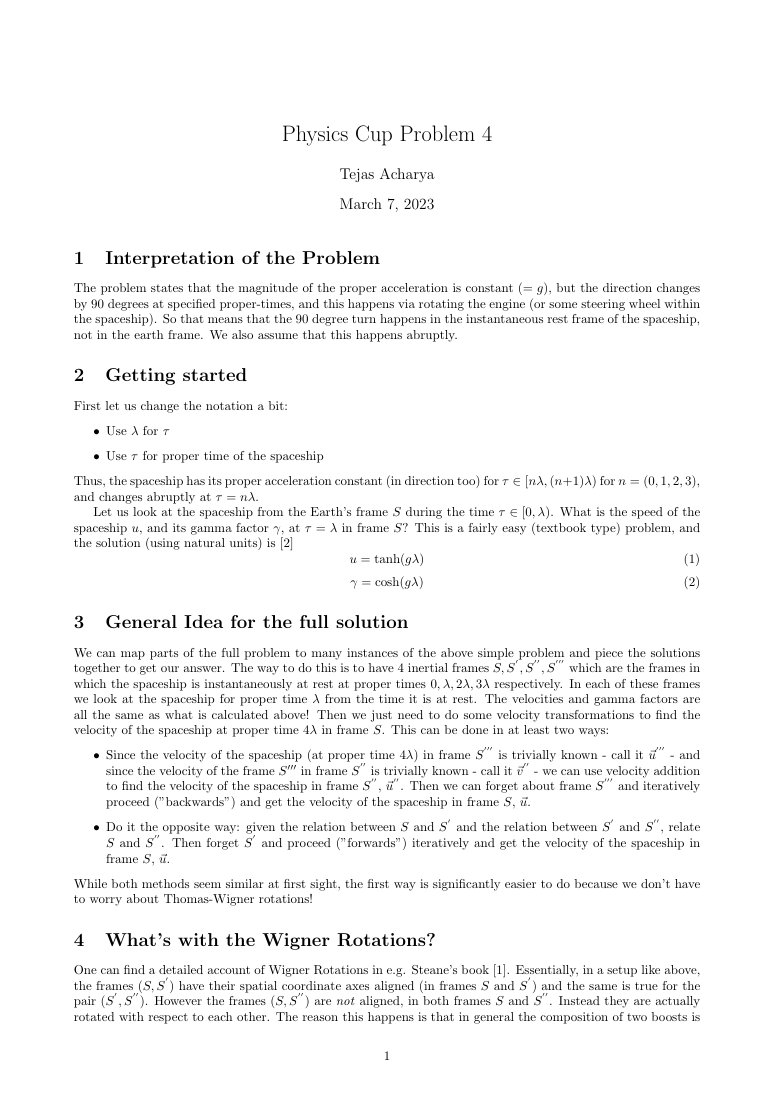 Physics Cup Problem 4
Tejas Acharya
March 7, 2023
1 Interpretation of the Problem
The problem states that the magnitude of the proper acceleration is constant (= g), but the direction changes
by 90 degrees at specified proper-times, and this happens via rotating the engine (or some steering wheel within
the spaceship). So that means that the 90 degree turn happens in the instantaneous rest frame of the spaceship,
not in the earth frame. We also assume that this happens abruptly.
2 Getting started
First let us change the notation a bit:
• Use λ for τ
• Use τ for proper time of the spaceship
Thus, the spaceship has its proper acceleration constant (in direction too) for τ ∈ [nλ, (n+1)λ) for n = (0, 1, 2, 3),
and changes abruptly at τ = nλ.
Let us look at the spaceship from the Earth's frame S during the time τ ∈ [0, λ). What is the speed of the
spaceship u, and its gamma factor γ, at τ = λ in frame S? This is a fairly easy (textbook type) problem, and
the solution (using natural units) is [2]
u = tanh(gλ) (1)
γ = cosh(gλ) (2)
3 General Idea for the full solution
We can map parts of the full problem to many instances of the above simple problem and piece the solutions
together to get our answer. The way to do this is to have 4 inertial frames S, S′, S′′, S′′′ which are the frames in
which the spaceship is instantaneously at rest at proper times 0, λ, 2λ, 3λ respectively. In each of these frames
we look at the spaceship for proper time λ from the time it is at rest. The velocities and gamma factors are
all the same as what is calculated above! Then we just need to do some velocity transformations to find the
velocity of the spaceship at proper time 4λ in frame S. This can be done in at least two ways:
• Since the velocity of the spaceship (at proper time 4λ) in frame S′′′ is trivially known - call it u⃗′′′ - and
since the velocity of the frame S′′′ in frame S′′ is trivially known - call it v⃗′′ - we can use velocity addition
to find the velocity of the spaceship in frame S′′, u⃗′′. Then we can forget about frame S′′′ and iteratively
proceed ("backwards") and get the velocity of the spaceship in frame S, u⃗.
• Do it the opposite way: given the relation between S and S′ and the relation between S′ and S′′, relate
S and S′′. Then forget S′ and proceed ("forwards") iteratively and get the velocity of the spaceship in
frame S, u⃗.
While both methods seem similar at first sight, the first way is significantly easier to do because we don't have
to worry about Thomas-Wigner rotations!
4 What's with the Wigner Rotations?
One can find a detailed account of Wigner Rotations in e.g. Steane's book [1]. Essentially, in a setup like above,
the frames (S, S′) have their spatial coordinate axes aligned (in frames S and S′) and the same is true for the
pair (S′, S′′). However the frames (S, S′′) are not aligned, in both frames S and S′′. Instead they are actually
rotated with respect to each other. The reason this happens is that in general the composition of two boosts is
1